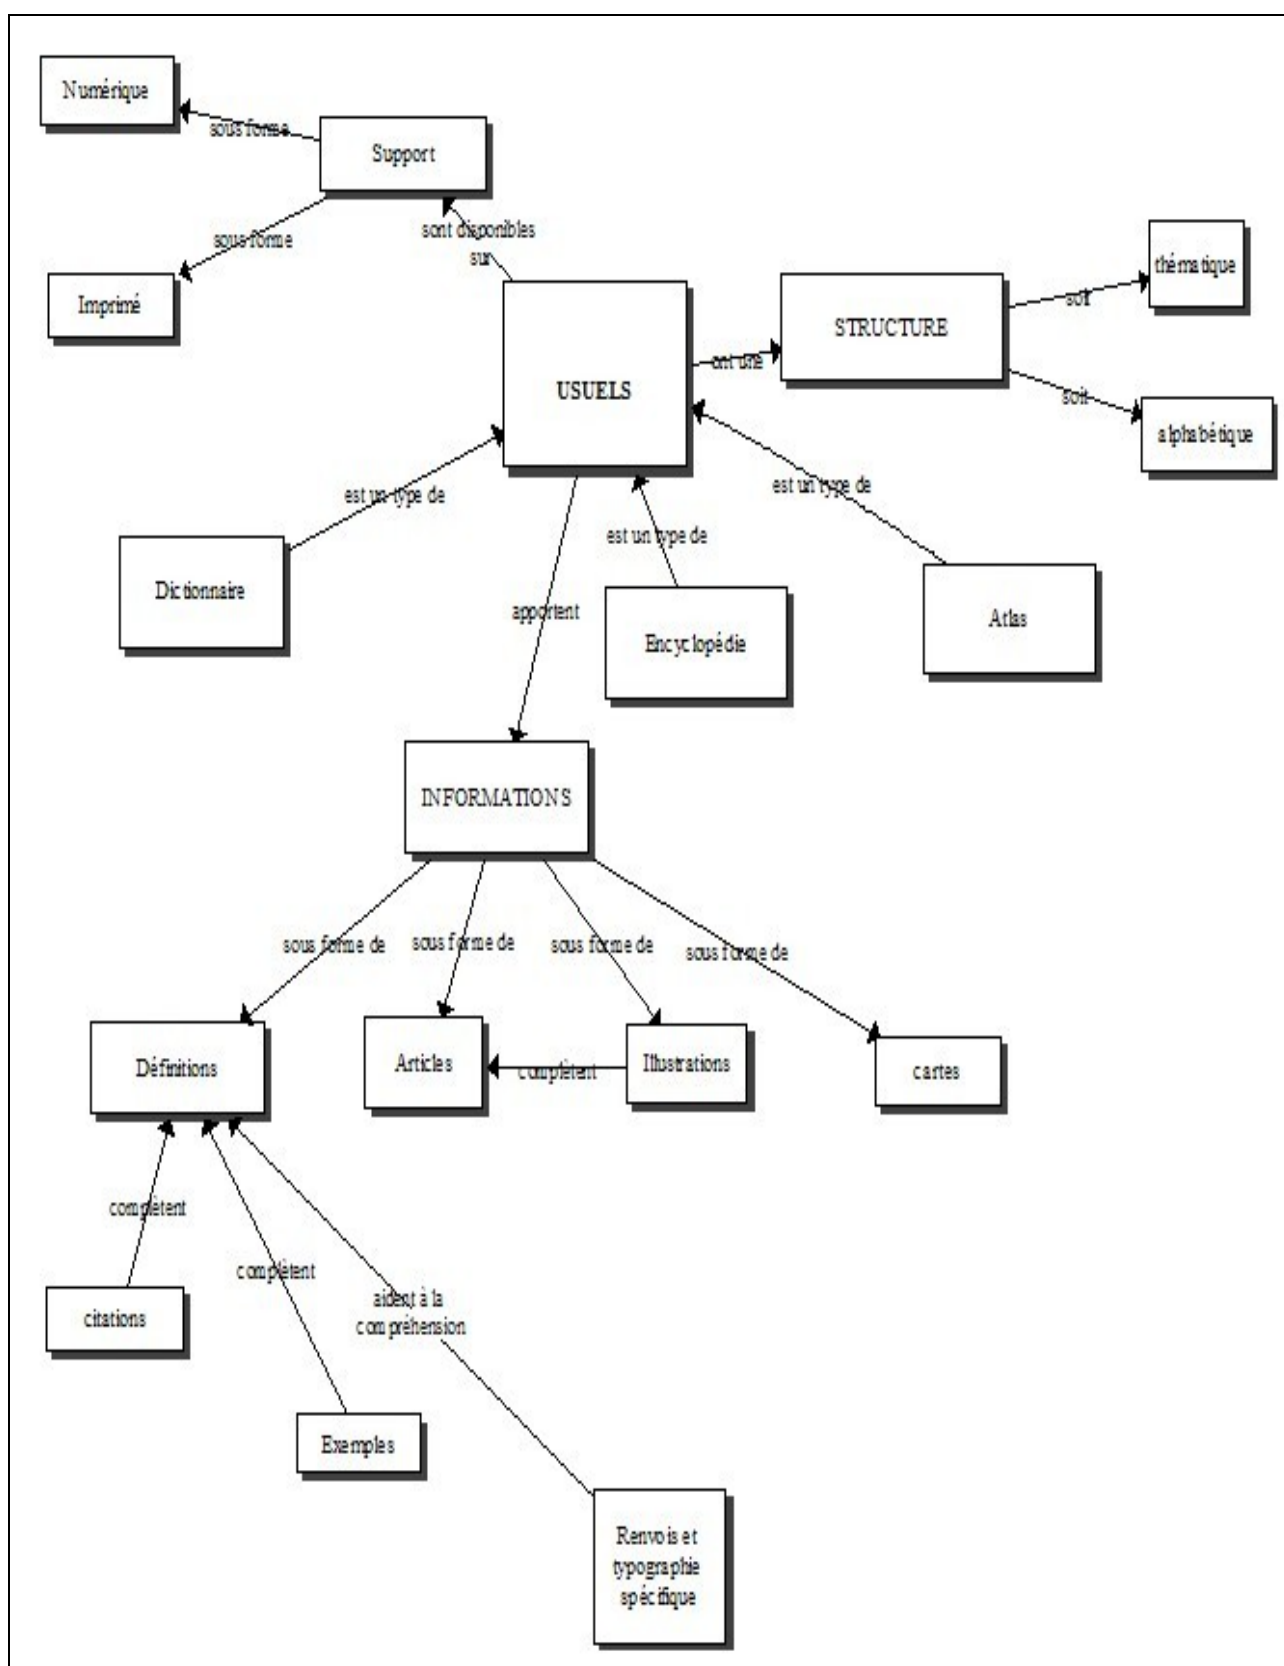 Numérique
sous forme
Support
sont disponibles
sur
sous forme
Imprimé
thématique
STRUCTURE
soit
ont une
USUELS
soit
alphabétique
est un type de
est un type de
est un type de
Dictionnaire
apportent
Encyclopédie
Atlas
INFORMATIONS
sous forme de
sous forme de
sous forme de
sous forme de
Définitions
Articles
complètent
Illustrations
cartes
complètent
complètent
citations
aident à la
compréhension
Exemples
Renvois et
typographie
spécifique